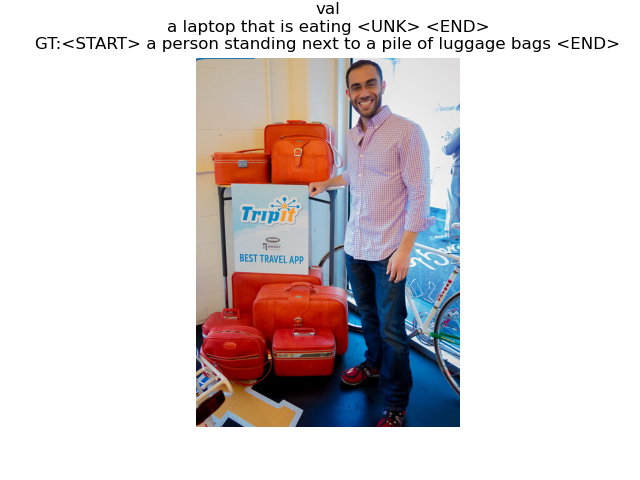 val
a laptop that is eating <UNK> <END>
GT:<START> a person standing next to a pile of luggage bags <END>
Tripit
BEST TRAVEL APP